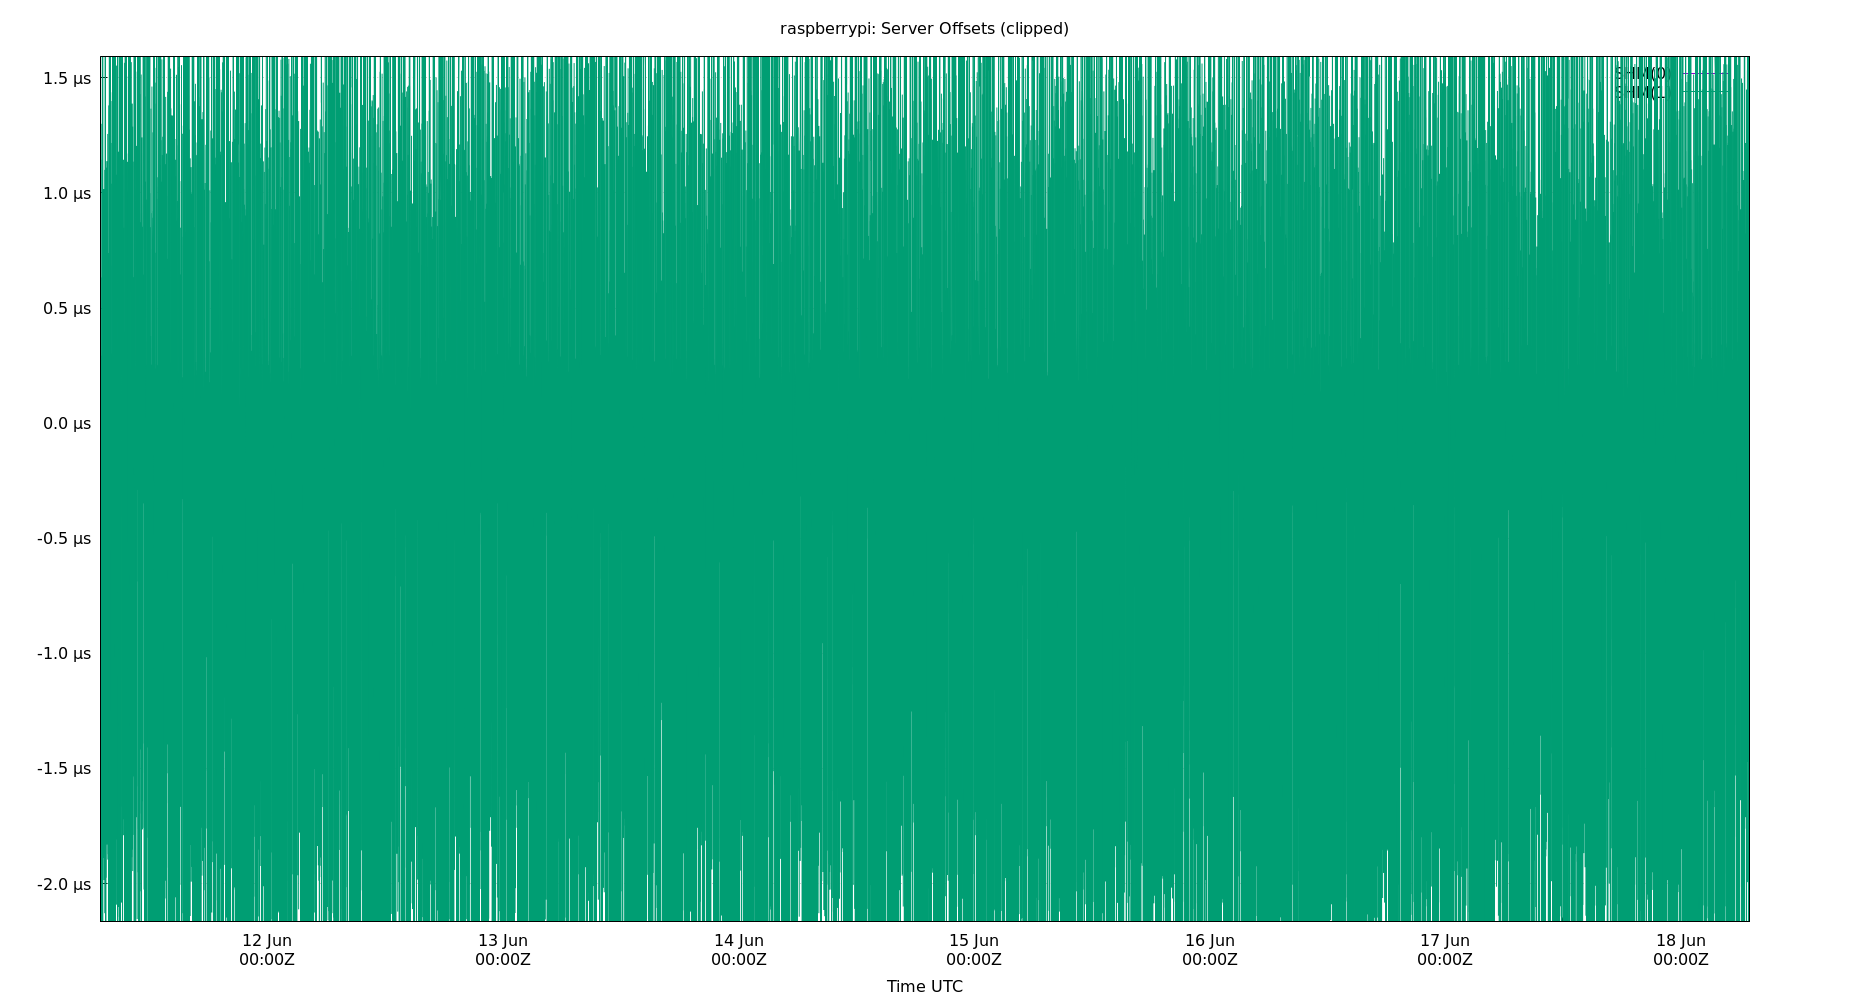 raspberrypi: Server Offsets (clipped)
1.5 µs
1.0 µs
0.5 µs
0.0 µs
-0.5 µs
-1.0 µs
-1.5 µs
-2.0 µs
SHM(0)
12 Jun
00:00Z
13 Jun
00:00Z
14 Jun
00:00Z
15 Jun
00:00Z
16 Jun
00:00Z
17 Jun
00:00Z
18 Jun
00:00Z
Time UTC